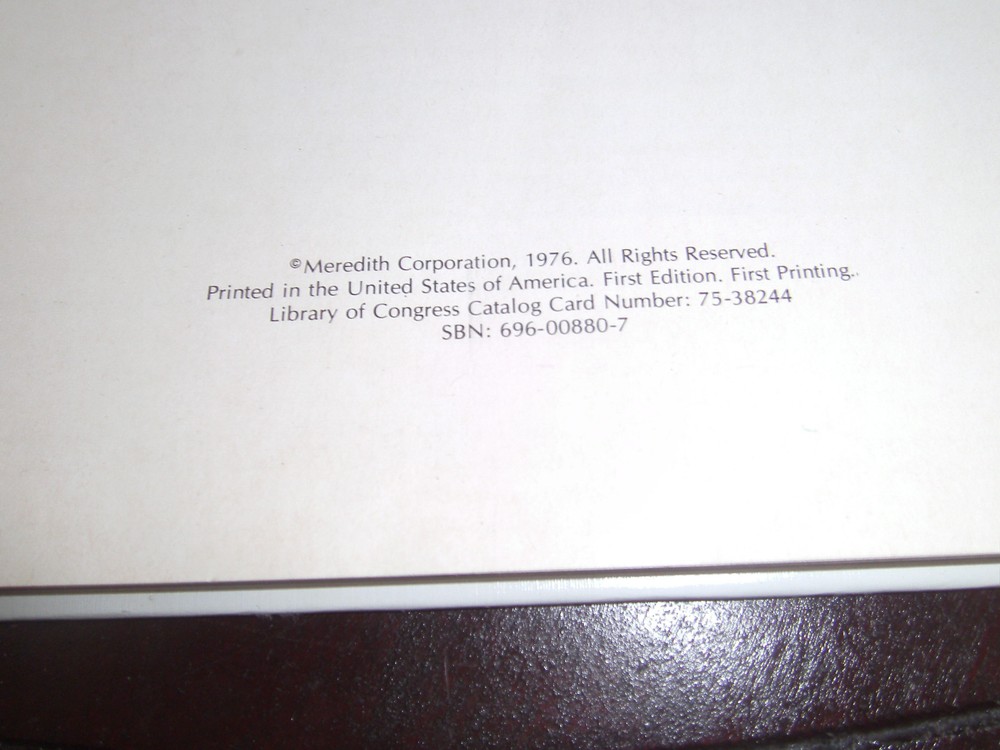 ©Meredith Corporation, 1976. All Rights Reserved.
Printed in the United States of America. First Edition. First Printing..
Library of Congress Catalog Card Number: 75-38244
SBN: 696-00880-7